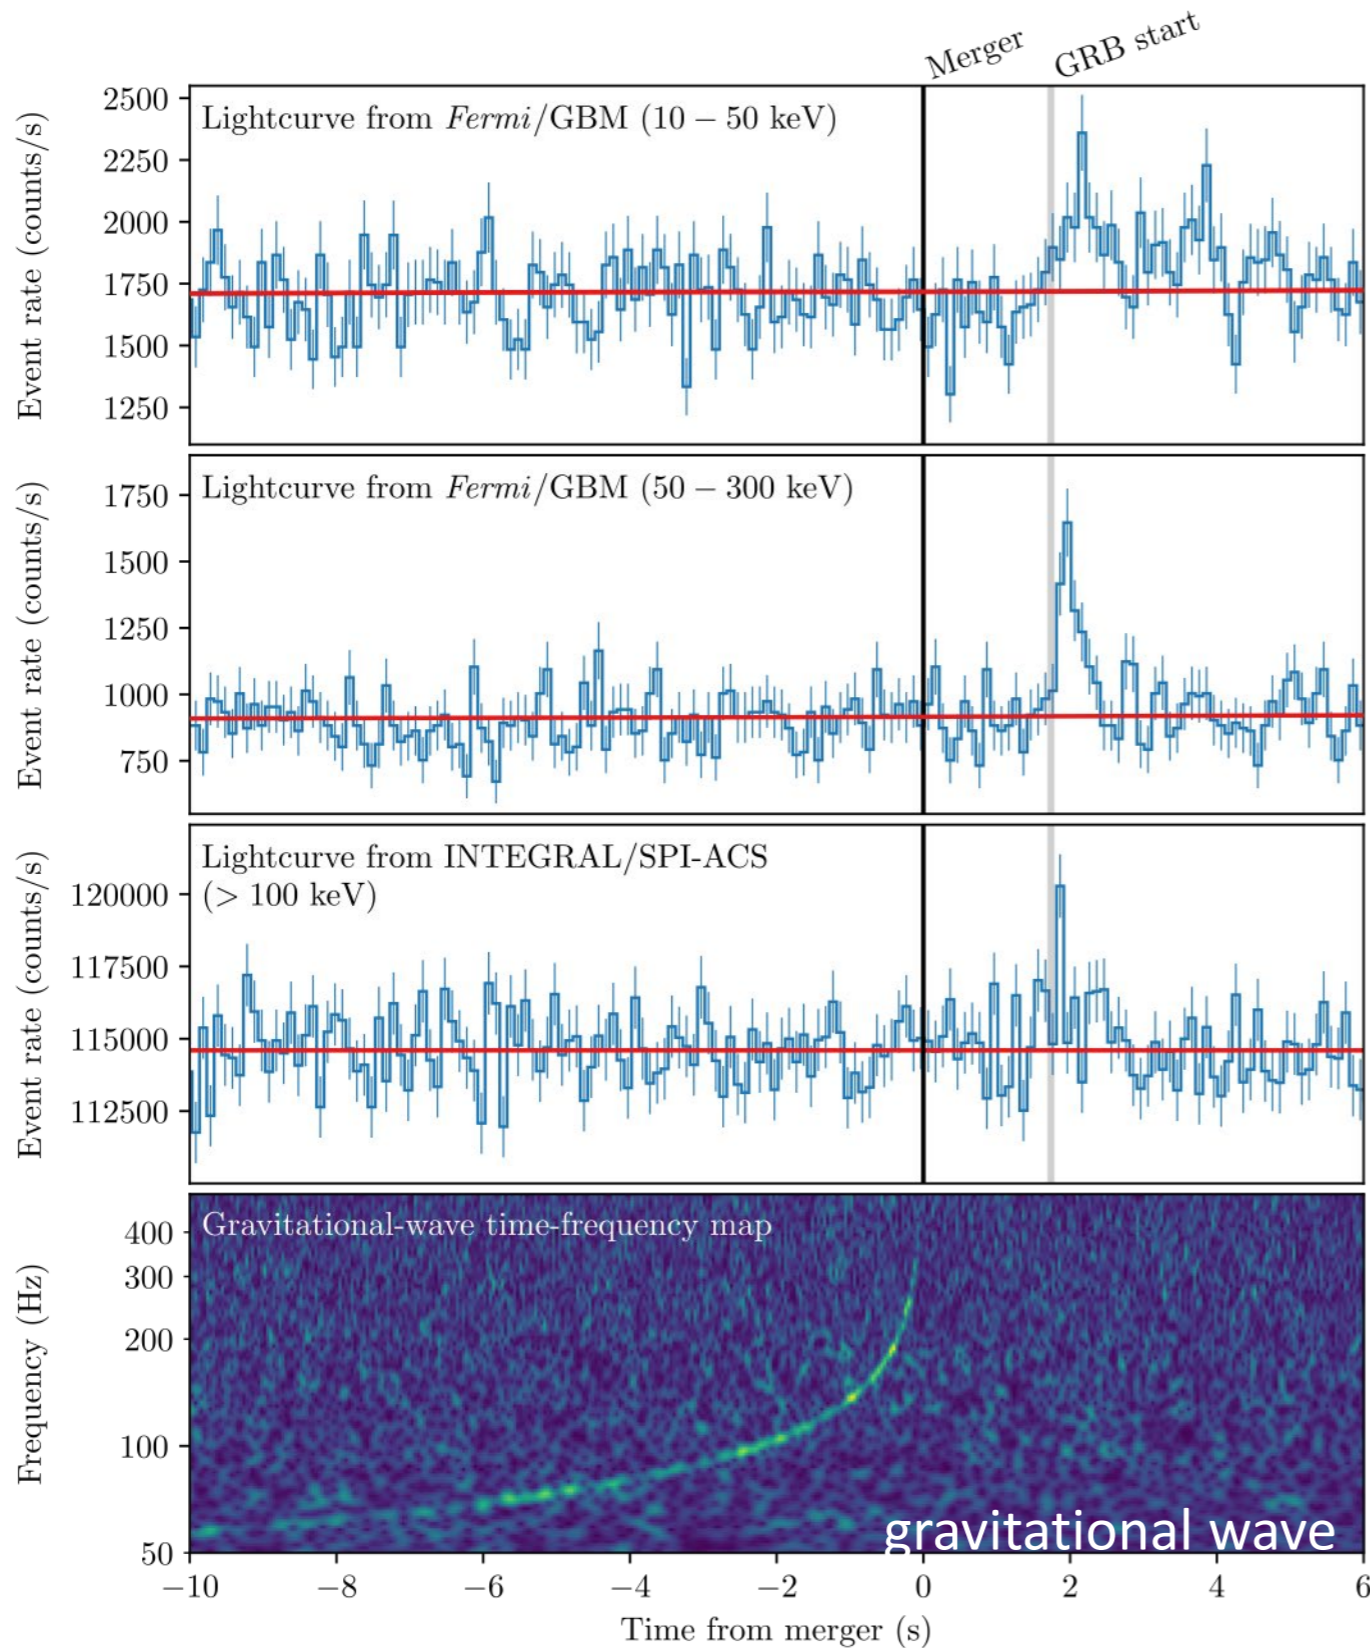 Merger GRB start
2500
2250
2000
1750
1500
1250
Event rate (counts/s)
Lightcurve from Fermi/GBM (10 − 50 keV)
1750
1500
1250
1000
750
Event rate (counts/s)
Lightcurve from Fermi/GBM (50 − 300 keV)
120000
117500
115000
112500
Event rate (counts/s)
Lightcurve from INTEGRAL/SPI-ACS
(> 100 keV)
400
300
200
100
50
Frequency (Hz)
Gravitational-wave time-frequency map
gravitational wave
−10 −8 −6 −4 −2 0 2 4 6
Time from merger (s)